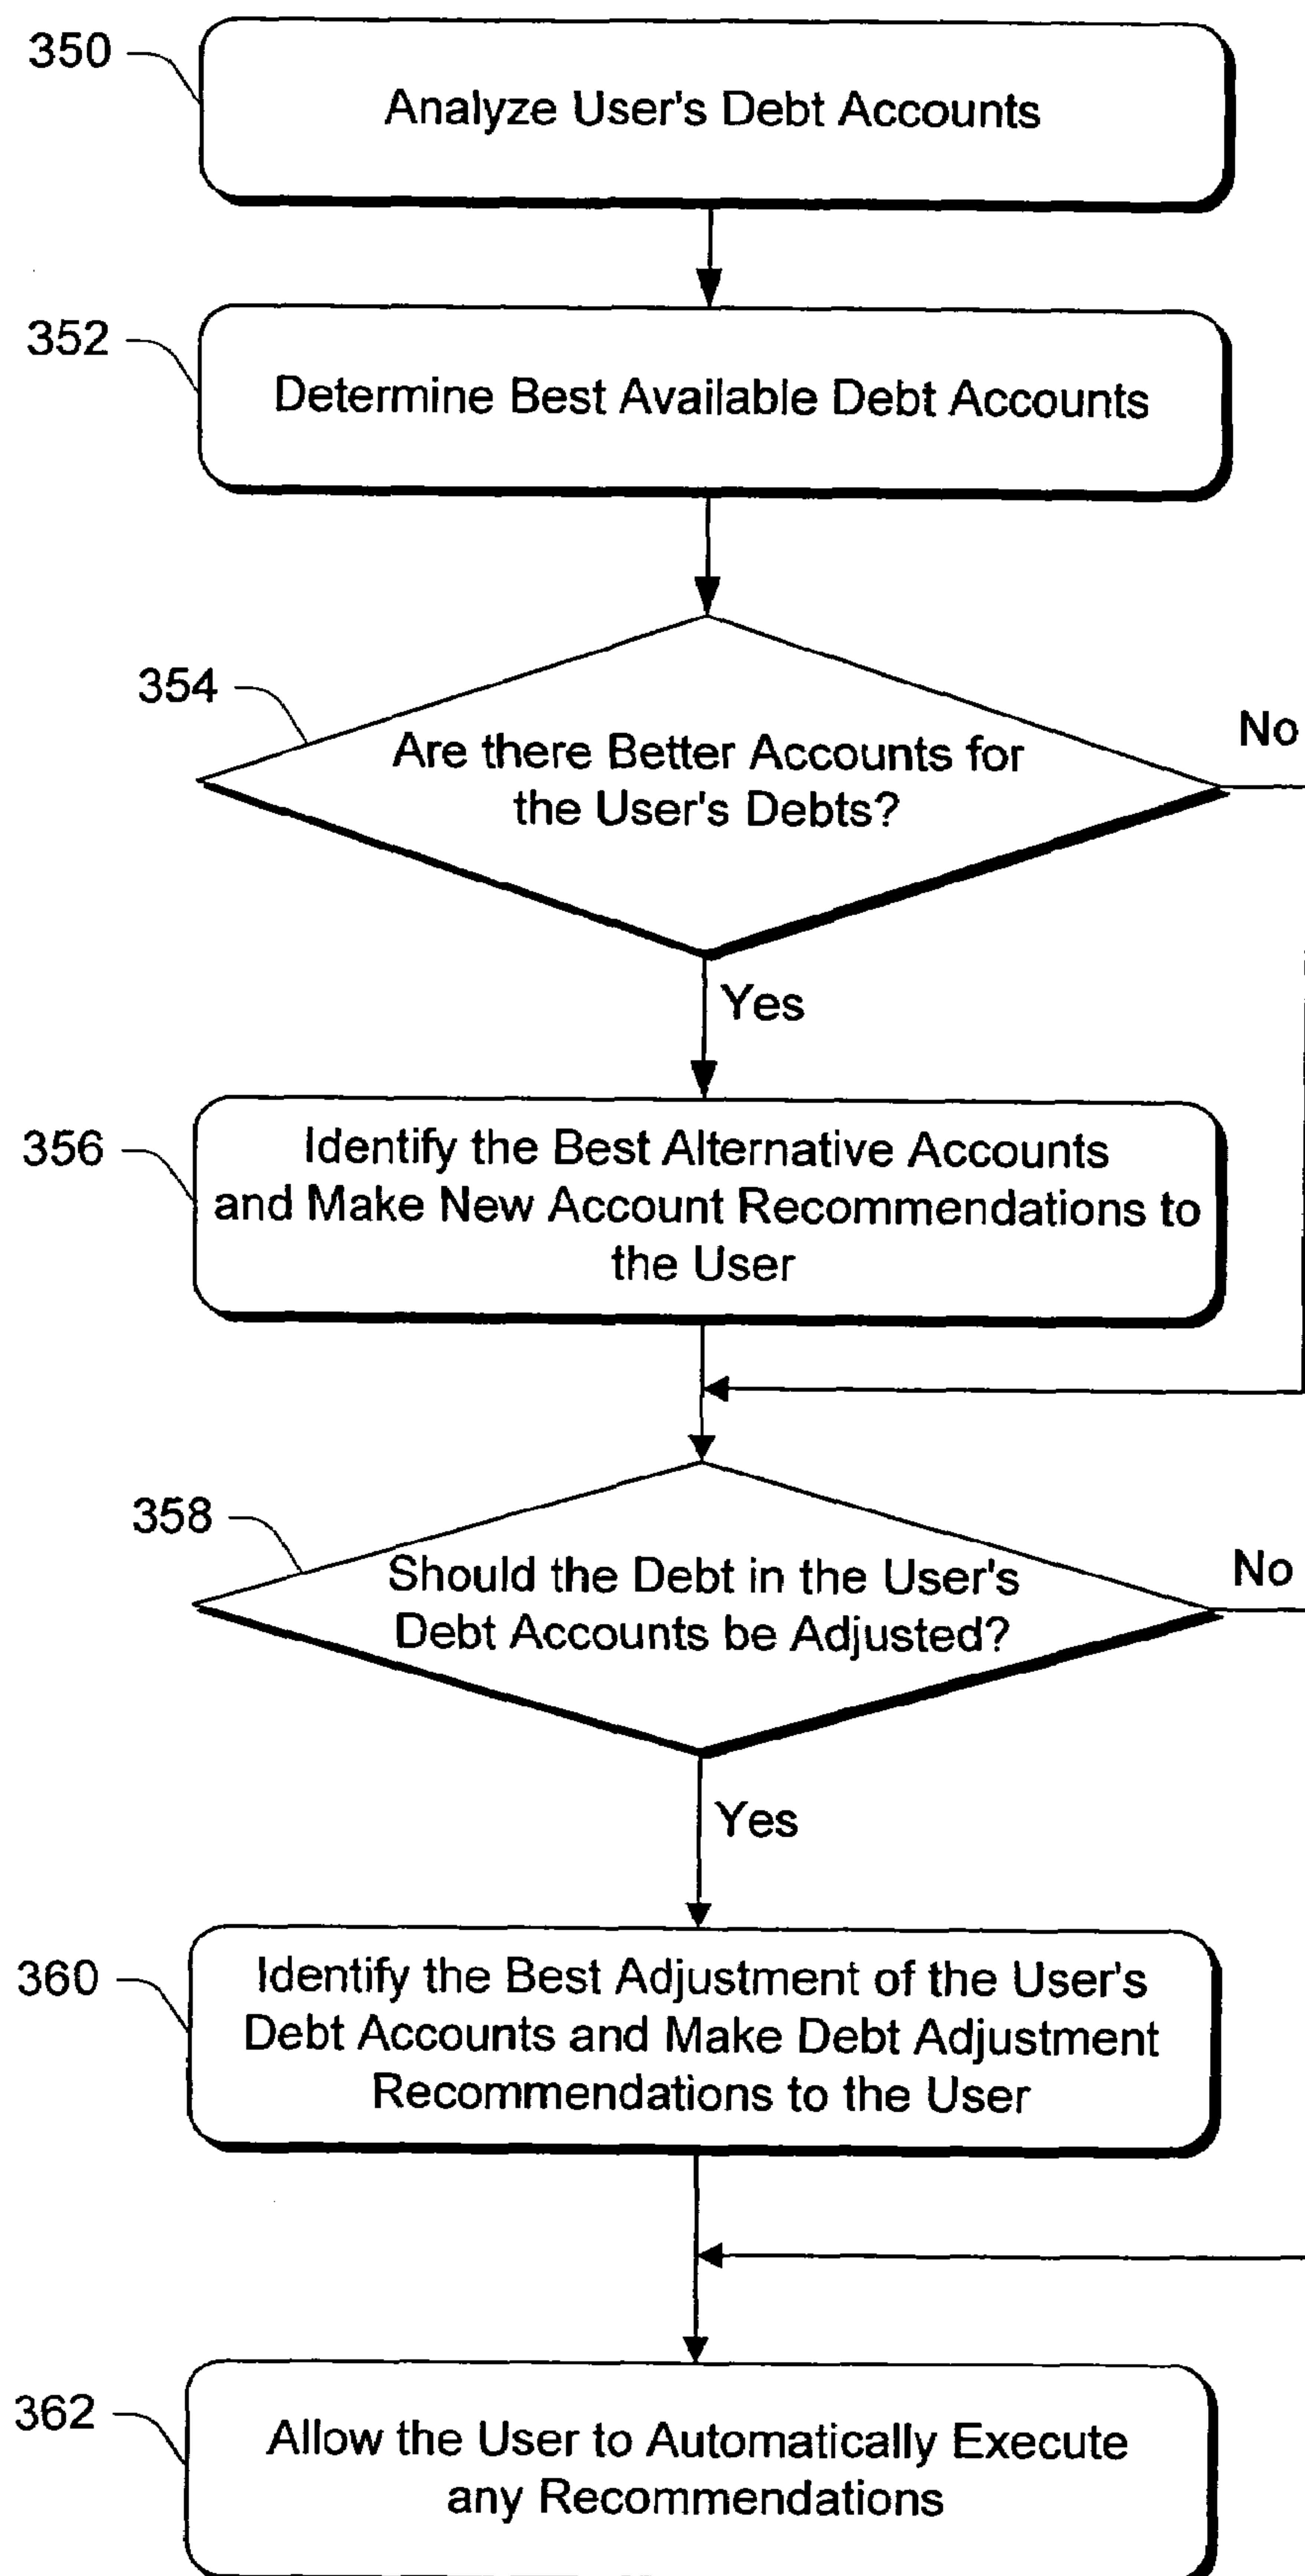 350
Analyze User's Debt Accounts
352
Determine Best Available Debt Accounts
354
Are there Better Accounts for
the User's Debts?
No
Yes
356
Identify the Best Alternative Accounts
and Make New Account Recommendations to
the User
358
Should the Debt in the User's
Debt Accounts be Adjusted?
No
Yes
360
Identify the Best Adjustment of the User's
Debt Accounts and Make Debt Adjustment
Recommendations to the User
362
Allow the User to Automatically Execute
any Recommendations